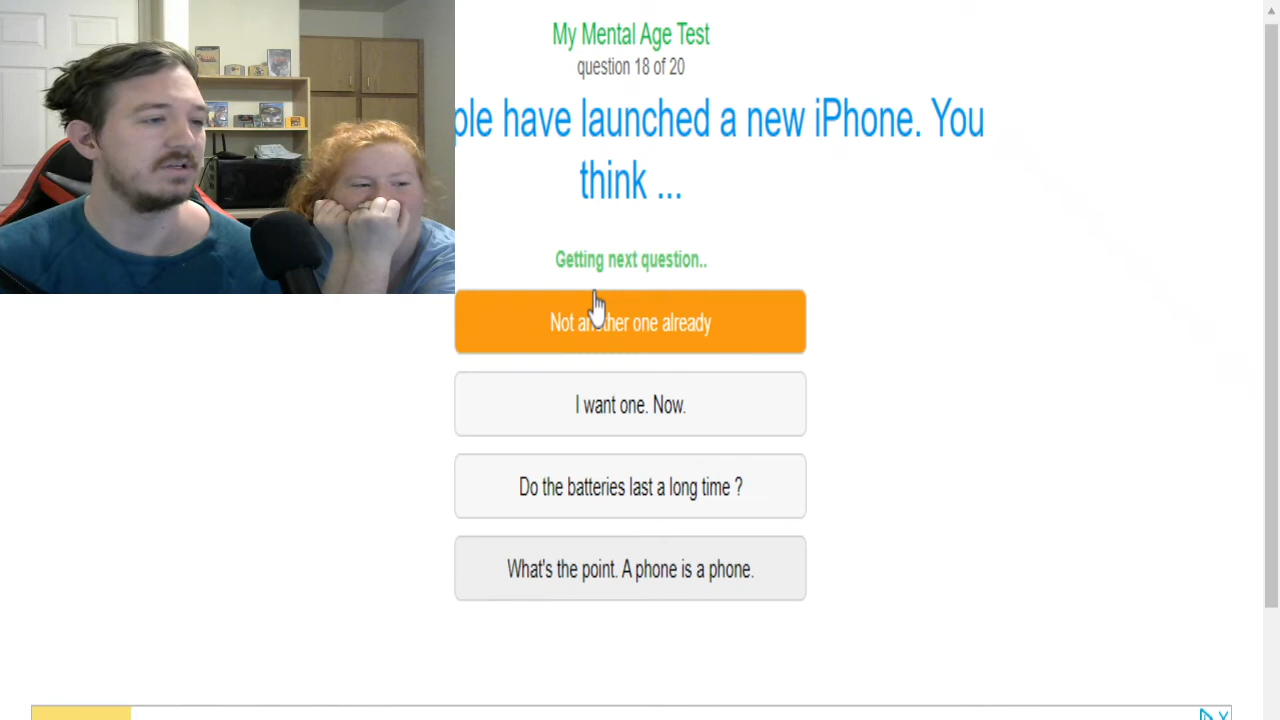 My Mental Age Test
question 18 of 20
ple have launched a new iPhone. You
think ...
Getting next question..
Not another one already
I want one. Now.
Do the batteries last a long time ?
What's the point. A phone is a phone.